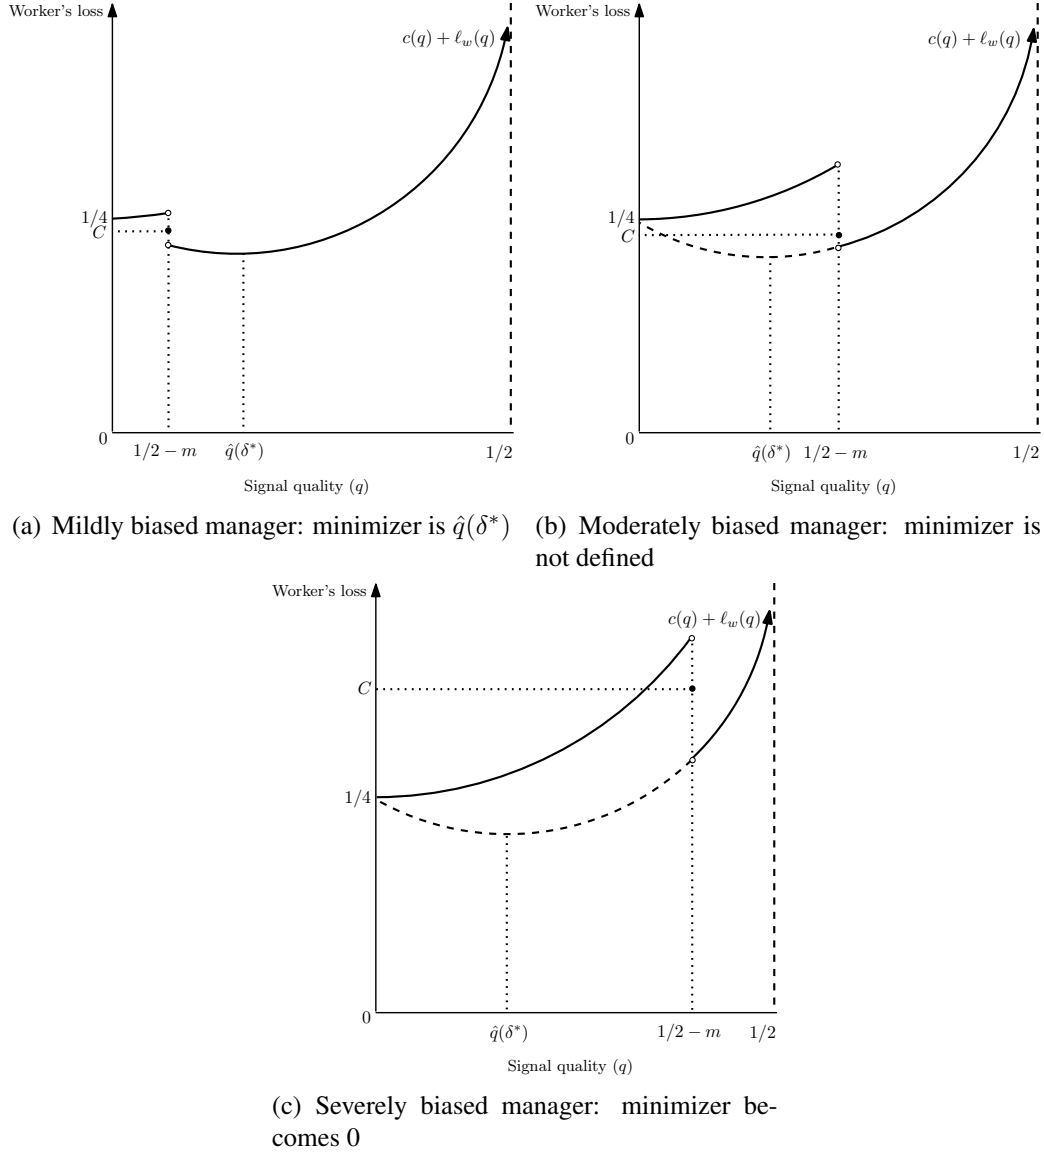 Worker's loss
c(q) + ℓ_w(q)
1/4
C
0
1/2 − m
q̂(δ*)
1/2
Signal quality (q)
(a) Mildly biased manager: minimizer is q̂(δ*)
Worker's loss
c(q) + ℓ_w(q)
1/4
C
0
q̂(δ*)
1/2 − m
1/2
Signal quality (q)
(b) Moderately biased manager: minimizer is
not defined
Worker's loss
c(q) + ℓ_w(q)
C
1/4
0
q̂(δ*)
1/2 − m
1/2
Signal quality (q)
(c) Severely biased manager: minimizer be-
comes 0